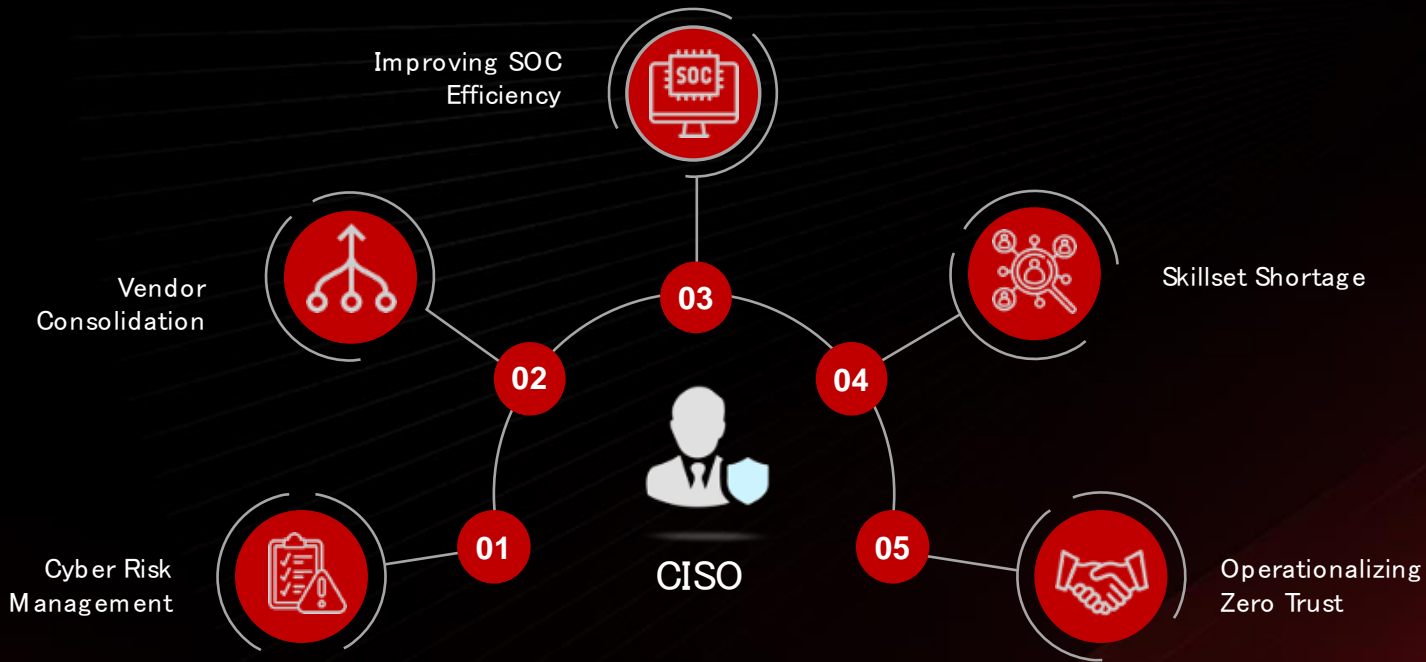 Improving SOC
Efficiency
SOC
Vendor
Consolidation
03
Skillset Shortage
02
04
Cyber Risk
Management
01
CISO
05
Operationalizing
Zero Trust